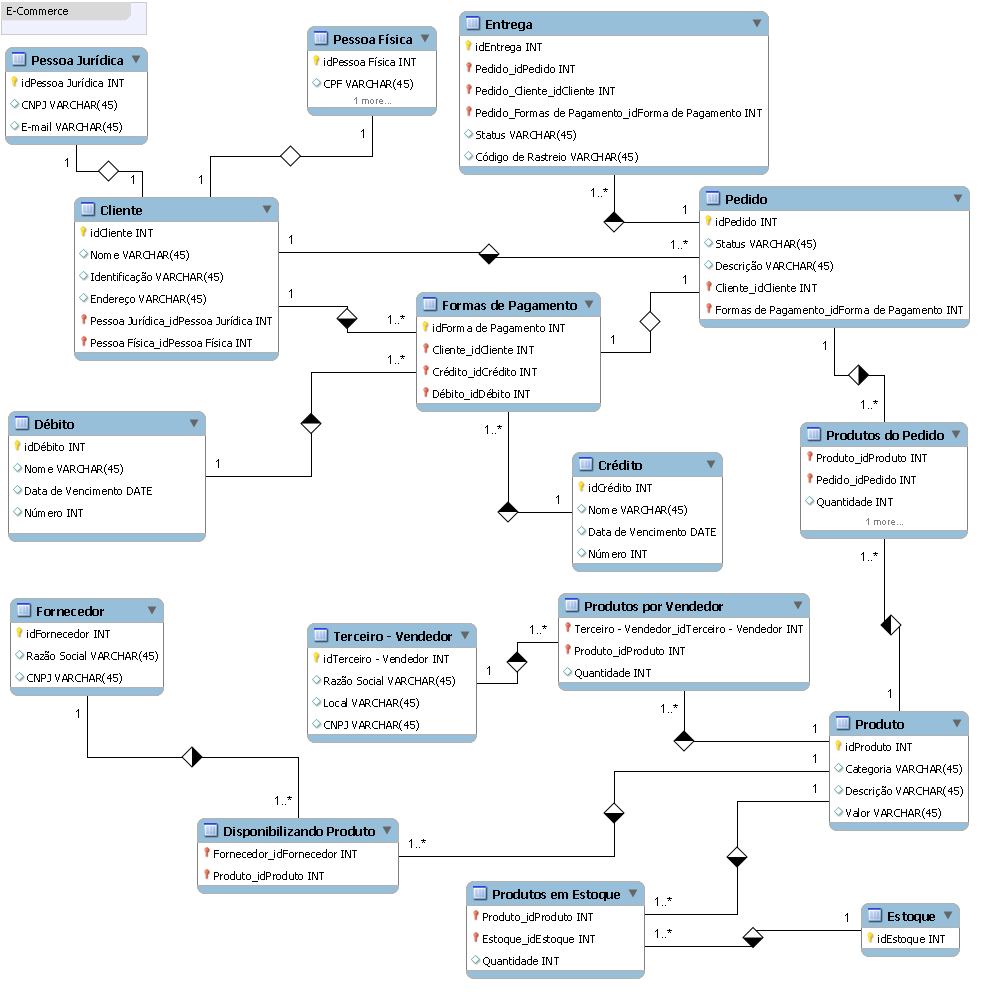 E-Commerce
Pessoa Jurídica
idPessoa Jurídica INT
CNPJ VARCHAR(45)
E-mail VARCHAR(45)
Pessoa Física
idPessoa Física INT
CPF VARCHAR(45)
1 more...
Entrega
idEntrega INT
Pedido_idPedido INT
Pedido_Cliente_idCliente INT
Pedido_Formas de Pagamento_idForma de Pagamento INT
Status VARCHAR(45)
Código de Rastreio VARCHAR(45)
1
1
1
1
1..*
1
Cliente
idCliente INT
Nome VARCHAR(45)
Identificação VARCHAR(45)
Endereço VARCHAR(45)
Pessoa Jurídica_idPessoa Jurídica INT
Pessoa Física_idPessoa Física INT
1
1..*
1
1..*
Pedido
idPedido INT
Status VARCHAR(45)
Descrição VARCHAR(45)
Cliente_idCliente INT
Formas de Pagamento_idForma de Pagamento INT
1
1
Formas de Pagamento
idForma de Pagamento INT
Cliente_idCliente INT
Crédito_idCrédito INT
Débito_idDébito INT
1..*
1
1..*
1
1
1..*
Débito
idDébito INT
Nome VARCHAR(45)
Data de Vencimento DATE
Número INT
Crédito
idCrédito INT
Nome VARCHAR(45)
Data de Vencimento DATE
Número INT
Produtos do Pedido
Produto_idProduto INT
Pedido_idPedido INT
Quantidade INT
1 more...
1..*
1
Fornecedor
idFornecedor INT
Razão Social VARCHAR(45)
CNPJ VARCHAR(45)
Terceiro - Vendedor
idTerceiro - Vendedor INT
Razão Social VARCHAR(45)
Local VARCHAR(45)
CNPJ VARCHAR(45)
1
1..*
Produtos por Vendedor
Terceiro - Vendedor_idTerceiro - Vendedor INT
Produto_idProduto INT
Quantidade INT
1..*
1
Produto
idProduto INT
Categoria VARCHAR(45)
Descrição VARCHAR(45)
Valor VARCHAR(45)
1
1
1
1..*
1..*
Disponibilizando Produto
Fornecedor_idFornecedor INT
Produto_idProduto INT
Produtos em Estoque
Produto_idProduto INT
Estoque_idEstoque INT
Quantidade INT
1..*
1..*
1
Estoque
idEstoque INT